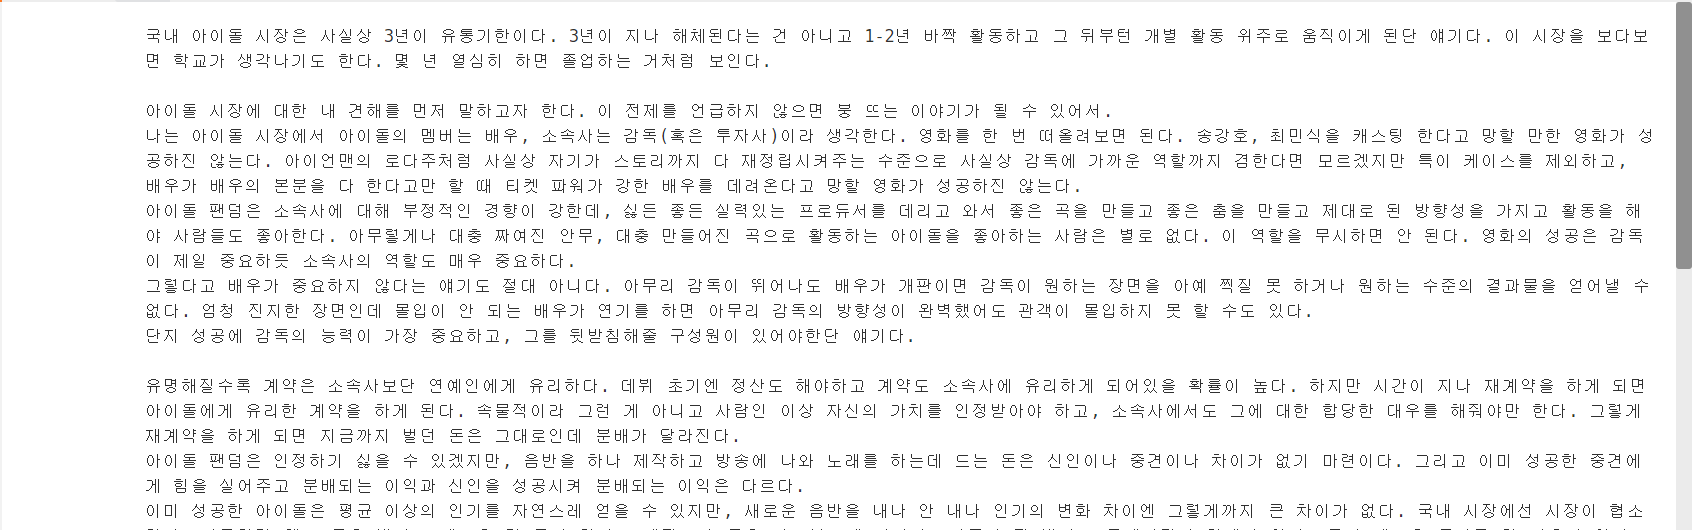 국내 아이돌 시장은 사실상 3년이 유통기한이다. 3년이 지나 해체된다는 건 아니고 1-2년 바짝 활동하고 그 뒤부턴 개별 활동 위주로 움직이게 된단 얘기다. 이 시장을 보다보
면 학교가 생각나기도 한다. 몇 년 열심히 하면 졸업하는 거처럼 보인다.
아이돌 시장에 대한 내 견해를 먼저 말하고자 한다. 이 전제를 언급하지 않으면 붕 뜨는 이야기가 될 수 있어서.
나는 아이돌 시장에서 아이돌의 멤버는 배우, 소속사는 감독(혹은 투자사)이라 생각한다. 영화를 한 번 떠올려보면 된다. 송강호, 최민식을 캐스팅 한다고 망할 만한 영화가 성
공하진 않는다. 아이언맨의 로다주처럼 사실상 자기가 스토리까지 다 재정립시켜주는 수준으로 사실상 감독에 가까운 역할까지 겸한다면 모르겠지만 특이 케이스를 제외하고,
배우가 배우의 본분을 다 한다고만 할 때 티켓 파워가 강한 배우를 데려온다고 망할 영화가 성공하진 않는다.
아이돌 팬덤은 소속사에 대해 부정적인 경향이 강한데, 싫든 좋든 실력있는 프로듀서를 데리고 와서 좋은 곡을 만들고 좋은 춤을 만들고 제대로 된 방향성을 가지고 활동을 해
야 사람들도 좋아한다. 아무렇게나 대충 짜여진 안무, 대충 만들어진 곡으로 활동하는 아이돌을 좋아하는 사람은 별로 없다. 이 역할을 무시하면 안 된다. 영화의 성공은 감독
이 제일 중요하듯 소속사의 역할도 매우 중요하다.
그렇다고 배우가 중요하지 않다는 얘기도 절대 아니다. 아무리 감독이 뛰어나도 배우가 개판이면 감독이 원하는 장면을 아예 찍질 못 하거나 원하는 수준의 결과물을 얻어낼 수
없다. 엄청 진지한 장면인데 몰입이 안 되는 배우가 연기를 하면 아무리 감독의 방향성이 완벽했어도 관객이 몰입하지 못 할 수도 있다.
단지 성공에 감독의 능력이 가장 중요하고, 그를 뒷받침해줄 구성원이 있어야한단 얘기다.
유명해질수록 계약은 소속사보단 연예인에게 유리하다. 데뷔 초기엔 정산도 해야하고 계약도 소속사에 유리하게 되어있을 확률이 높다. 하지만 시간이 지나 재계약을 하게 되면
아이돌에게 유리한 계약을 하게 된다. 속물적이라 그런 게 아니고 사람인 이상 자신의 가치를 인정받아야 하고, 소속사에서도 그에 대한 합당한 대우를 해줘야만 한다. 그렇게
재계약을 하게 되면 지금까지 벌던 돈은 그대로인데 분배가 달라진다.
아이돌 팬덤은 인정하기 싫을 수 있겠지만, 음반을 하나 제작하고 방송에 나와 노래를 하는데 드는 돈은 신인이나 중견이나 차이가 없기 마련이다. 그리고 이미 성공한 중견에
게 힘을 실어주고 분배되는 이익과 신인을 성공시켜 분배되는 이익은 다르다.
이미 성공한 아이돌은 평균 이상의 인기를 자연스레 얻을 수 있지만, 새로운 음반을 내나 안 내나 인기의 변화 차이엔 그렇게까지 큰 차이가 없다. 국내 시장에선 시장이 협소